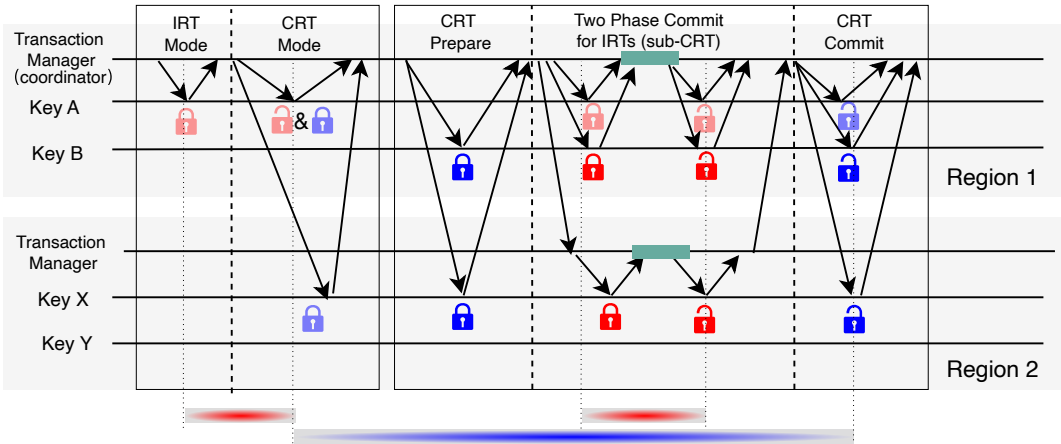 IRT
Mode
CRT
Mode
CRT
Prepare
Two Phase Commit
for IRTs (sub-CRT)
CRT
Commit
Transaction
Manager
(coordinator)
Key A
&
Key B
Region 1
Transaction
Manager
Key X
Key Y
Region 2